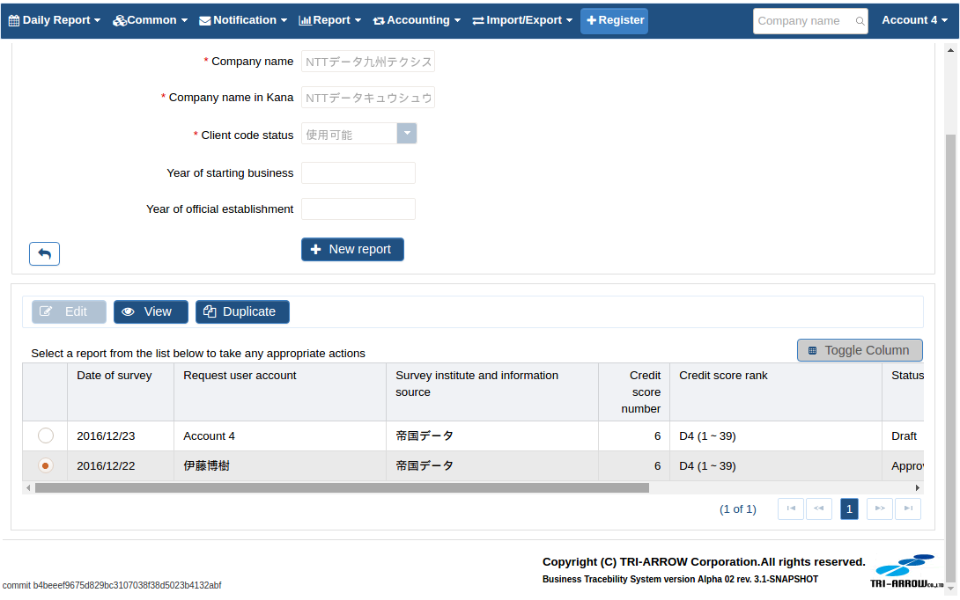 Daily Report Common Notification Report Accounting Import/Export Register Company name Account 4
* Company name NTTデータ九州テクシス
* Company name in Kana NTTデータキュウシュウ
* Client code status 使用可能
Year of starting business
Year of official establishment
New report
Edit View Duplicate
Toggle Column
Select a report from the list below to take any appropriate actions
Date of survey Request user account Survey institute and information source Credit score number Credit score rank Status
2016/12/23 Account 4 帝国データ 6 D4 (1 ~ 39) Draft
2016/12/22 伊藤博樹 帝国データ 6 D4 (1 ~ 39) Approv
(1 of 1) 1
Copyright (C) TRI-ARROW Corporation.All rights reserved.
Business Tracebility System version Alpha 02 rev. 3.1-SNAPSHOT
TRI-ARROW Co.,LTD
commit b4beeef9675d829bc3107038f38d5023b4132abf